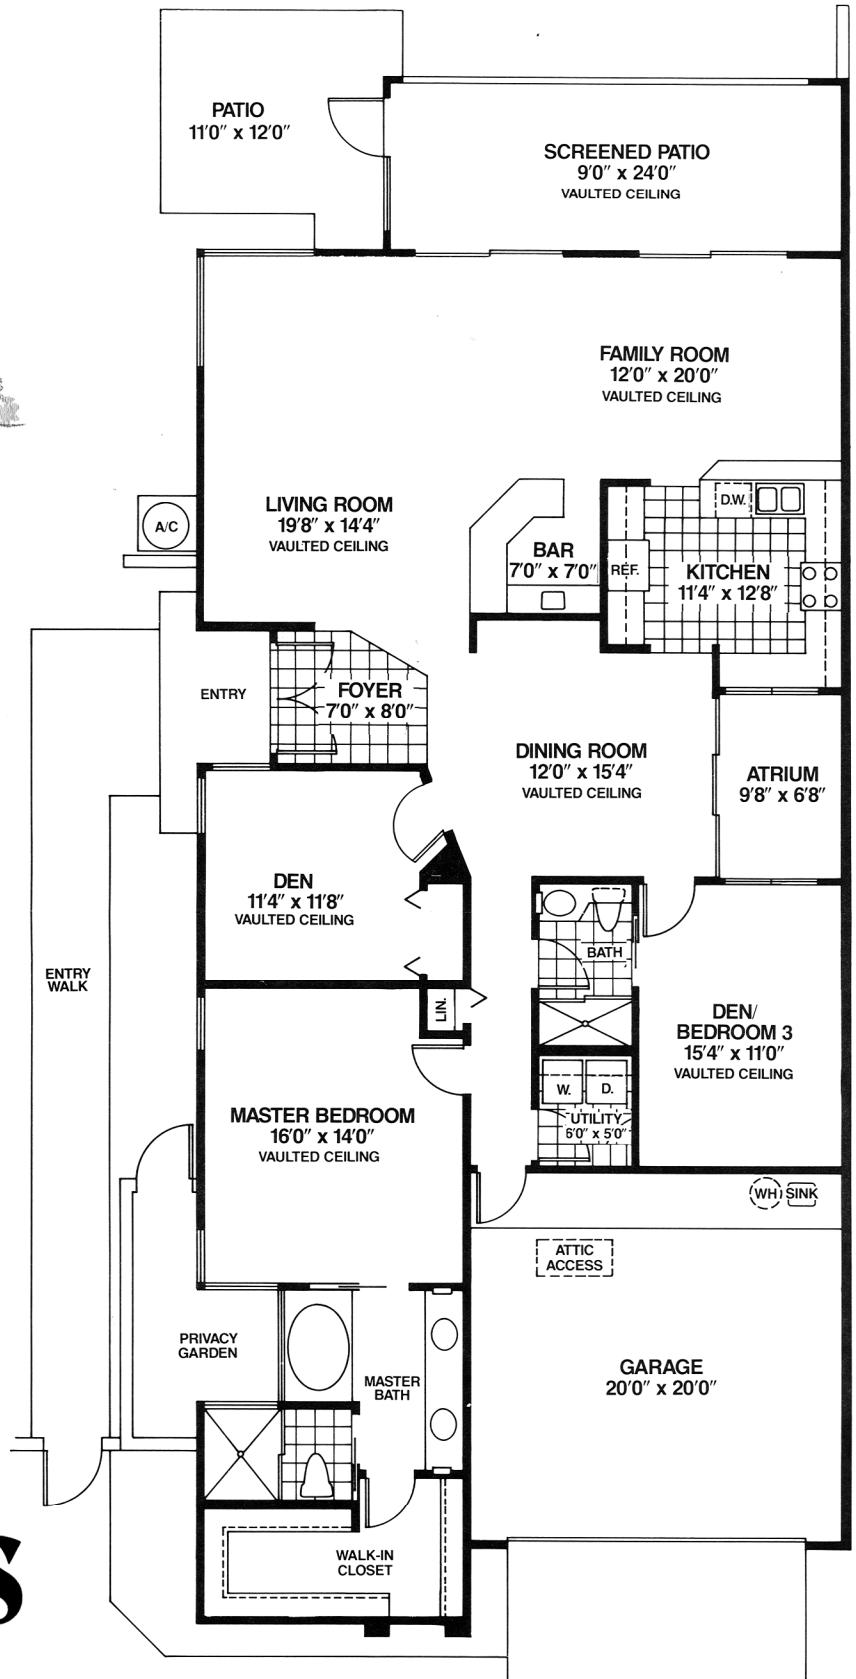 PATIO
11'0" x 12'0"
SCREENED PATIO
9'0" x 24'0"
VAULTED CEILING
FAMILY ROOM
12'0" x 20'0"
VAULTED CEILING
LIVING ROOM
19'8" x 14'4"
VAULTED CEILING
A/C
BAR
7'0" x 7'0"
REF.
D.W.
KITCHEN
11'4" x 12'8"
ENTRY
FOYER
7'0" x 8'0"
DINING ROOM
12'0" x 15'4"
VAULTED CEILING
ATRIUM
9'8" x 6'8"
DEN
11'4" x 11'8"
VAULTED CEILING
BATH
ENTRY
WALK
LIN.
DEN/
BEDROOM 3
15'4" x 11'0"
VAULTED CEILING
W.
D.
UTILITY
6'0" x 5'0"
MASTER BEDROOM
16'0" x 14'0"
VAULTED CEILING
WH
SINK
ATTIC
ACCESS
PRIVACY
GARDEN
MASTER
BATH
GARAGE
20'0" x 20'0"
WALK-IN
CLOSET
S